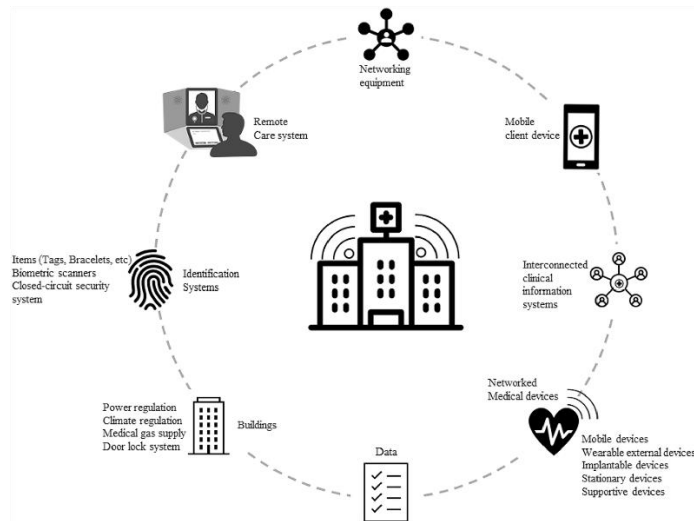 Networking
equipment
Mobile
client device
Remote
Care system
Items (Tags, Bracelets, etc)
Biometric scanners
Closed-circuit security
system
Identification
Systems
Interconnected
clinical
information
systems
Networked
Medical devices
Mobile devices
Wearable external devices
Implantable devices
Stationary devices
Supportive devices
Power regulation
Climate regulation
Medical gas supply
Door lock system
Buildings
Data